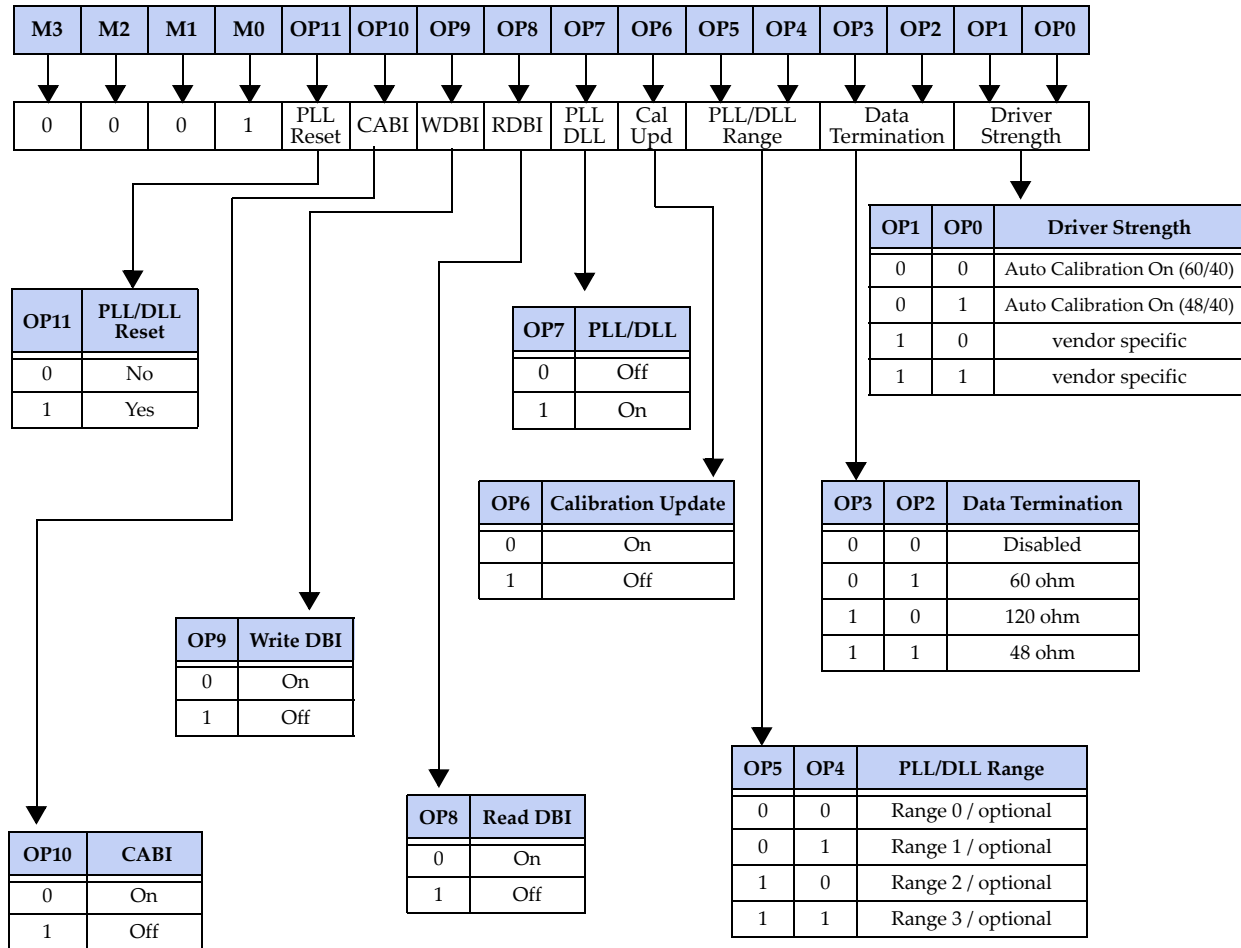 M3 M2 M1 M0 OP11 OP10 OP9 OP8 OP7 OP6 OP5 OP4 OP3 OP2 OP1 OP0
0 0 0 1 PLL Reset CABI WDBI RDBI PLL DLL Cal Upd PLL/DLL Range Data Termination Driver Strength
OP1 OP0 Driver Strength
0 0 Auto Calibration On (60/40)
0 1 Auto Calibration On (48/40)
1 0 vendor specific
1 1 vendor specific
OP11 PLL/DLL Reset
0 No
1 Yes
OP7 PLL/DLL
0 Off
1 On
OP6 Calibration Update
0 On
1 Off
OP3 OP2 Data Termination
0 0 Disabled
0 1 60 ohm
1 0 120 ohm
1 1 48 ohm
OP9 Write DBI
0 On
1 Off
OP5 OP4 PLL/DLL Range
0 0 Range 0 / optional
0 1 Range 1 / optional
1 0 Range 2 / optional
1 1 Range 3 / optional
OP8 Read DBI
0 On
1 Off
OP10 CABI
0 On
1 Off